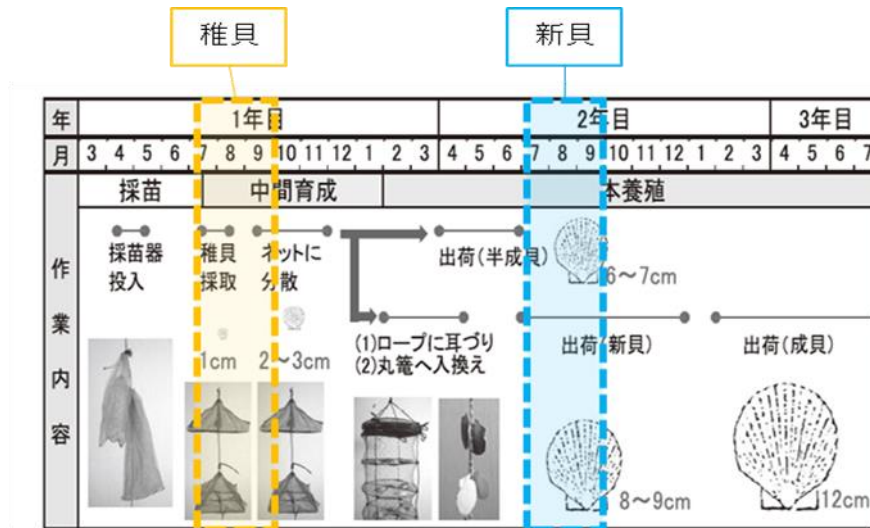 稚貝
新貝
年 1年目 2年目 3年目
月 3 4 5 6 7 8 9 10 11 12 1 2 3 4 5 6 7 8 9 10 11 12 1 2 3 4 5 6 7
採苗 中間育成 本養殖
作業内容
採苗器
投入
稚貝
採取
ネットに
分散
出荷(半成貝)
6～7cm
1cm
2～3cm
(1)ロープに耳づり
(2)丸篭へ入換え
出荷(新貝)
出荷(成貝)
8～9cm
12cm